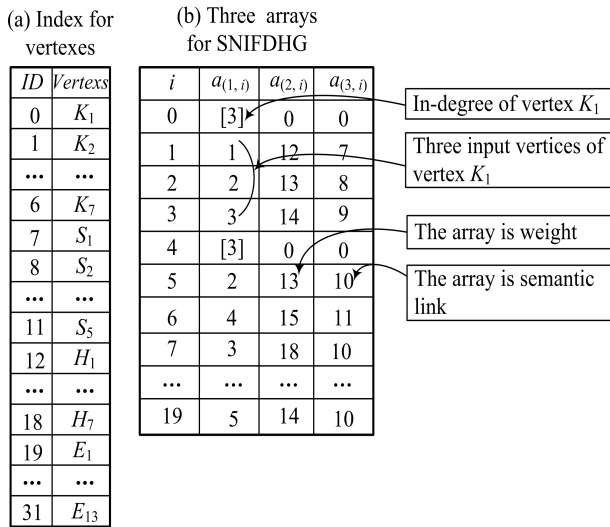 (a) Index for vertexes
ID Vertexs
0 K1
1 K2
... ...
6 K7
7 S1
8 S2
... ...
11 S5
12 H1
... ...
18 H7
19 E1
... ...
31 E13
(b) Three arrays for SNIFDHG
i a(1, i) a(2, i) a(3, i)
0 [3] 0 0
1 1 12 7
2 2 13 8
3 3 14 9
4 [3] 0 0
5 2 13 10
6 4 15 11
7 3 18 10
... ... ... ...
19 5 14 10
In-degree of vertex K1
Three input vertices of
vertex K1
The array is weight
The array is semantic
link